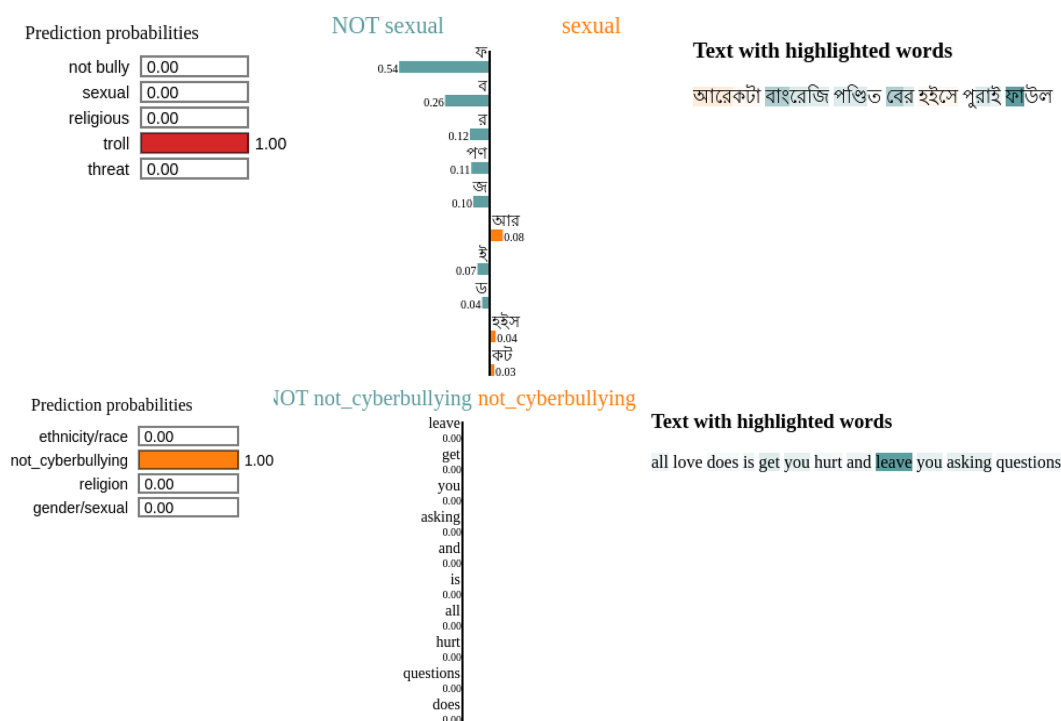 Prediction probabilities
not bully 0.00
sexual 0.00
religious 0.00
troll 1.00
threat 0.00
NOT sexual sexual
ফ
0.54
ব
0.26
র
0.12
পণ
0.11
জ
0.10
আর
0.08
ই
0.07
ড
0.04
হইস
0.04
কট
0.03
Text with highlighted words
আরেকটা বাংরেজি পণ্ডিত বের হইসে পুরাই ফাউল
Prediction probabilities
ethnicity/race 0.00
not_cyberbullying 1.00
religion 0.00
gender/sexual 0.00
NOT not_cyberbullying not_cyberbullying
leave
0.00
get
0.00
you
0.00
asking
0.00
and
0.00
is
0.00
all
0.00
hurt
0.00
questions
0.00
does
0.00
Text with highlighted words
all love does is get you hurt and leave you asking questions